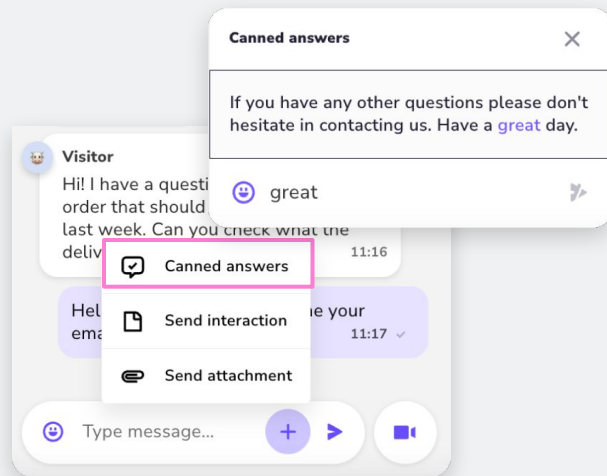 Canned answers
If you have any other questions please don't
hesitate in contacting us. Have a great day.
great
Visitor
Hi! I have a questi
order that should
last week. Can you check what the
deliv
11:16
Canned answers
Hel
me your
ema
11:17
Send interaction
Send attachment
Type message...